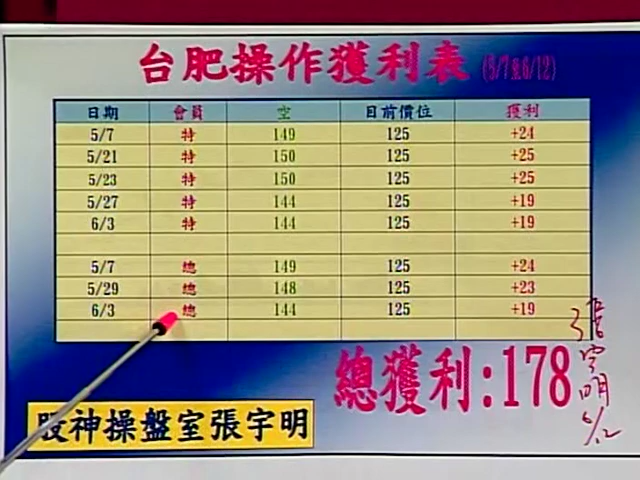 台肥操作獲利表 (5/7至6/12)
日期 會員 空 目前價位 獲利
5/7 特 149 125 +24
5/21 特 150 125 +25
5/23 特 150 125 +25
5/27 特 144 125 +19
6/3 特 144 125 +19
5/7 總 149 125 +24
5/29 總 148 125 +23
6/3 總 144 125 +19
總獲利:178
張宇明
6/12
股神操盤室張宇明